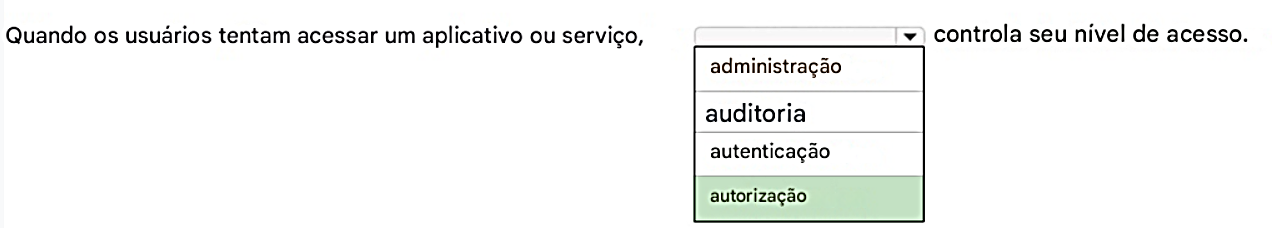 Quando os usuários tentam acessar um aplicativo ou serviço, controla seu nível de acesso.
administração
auditoria
autenticação
autorização